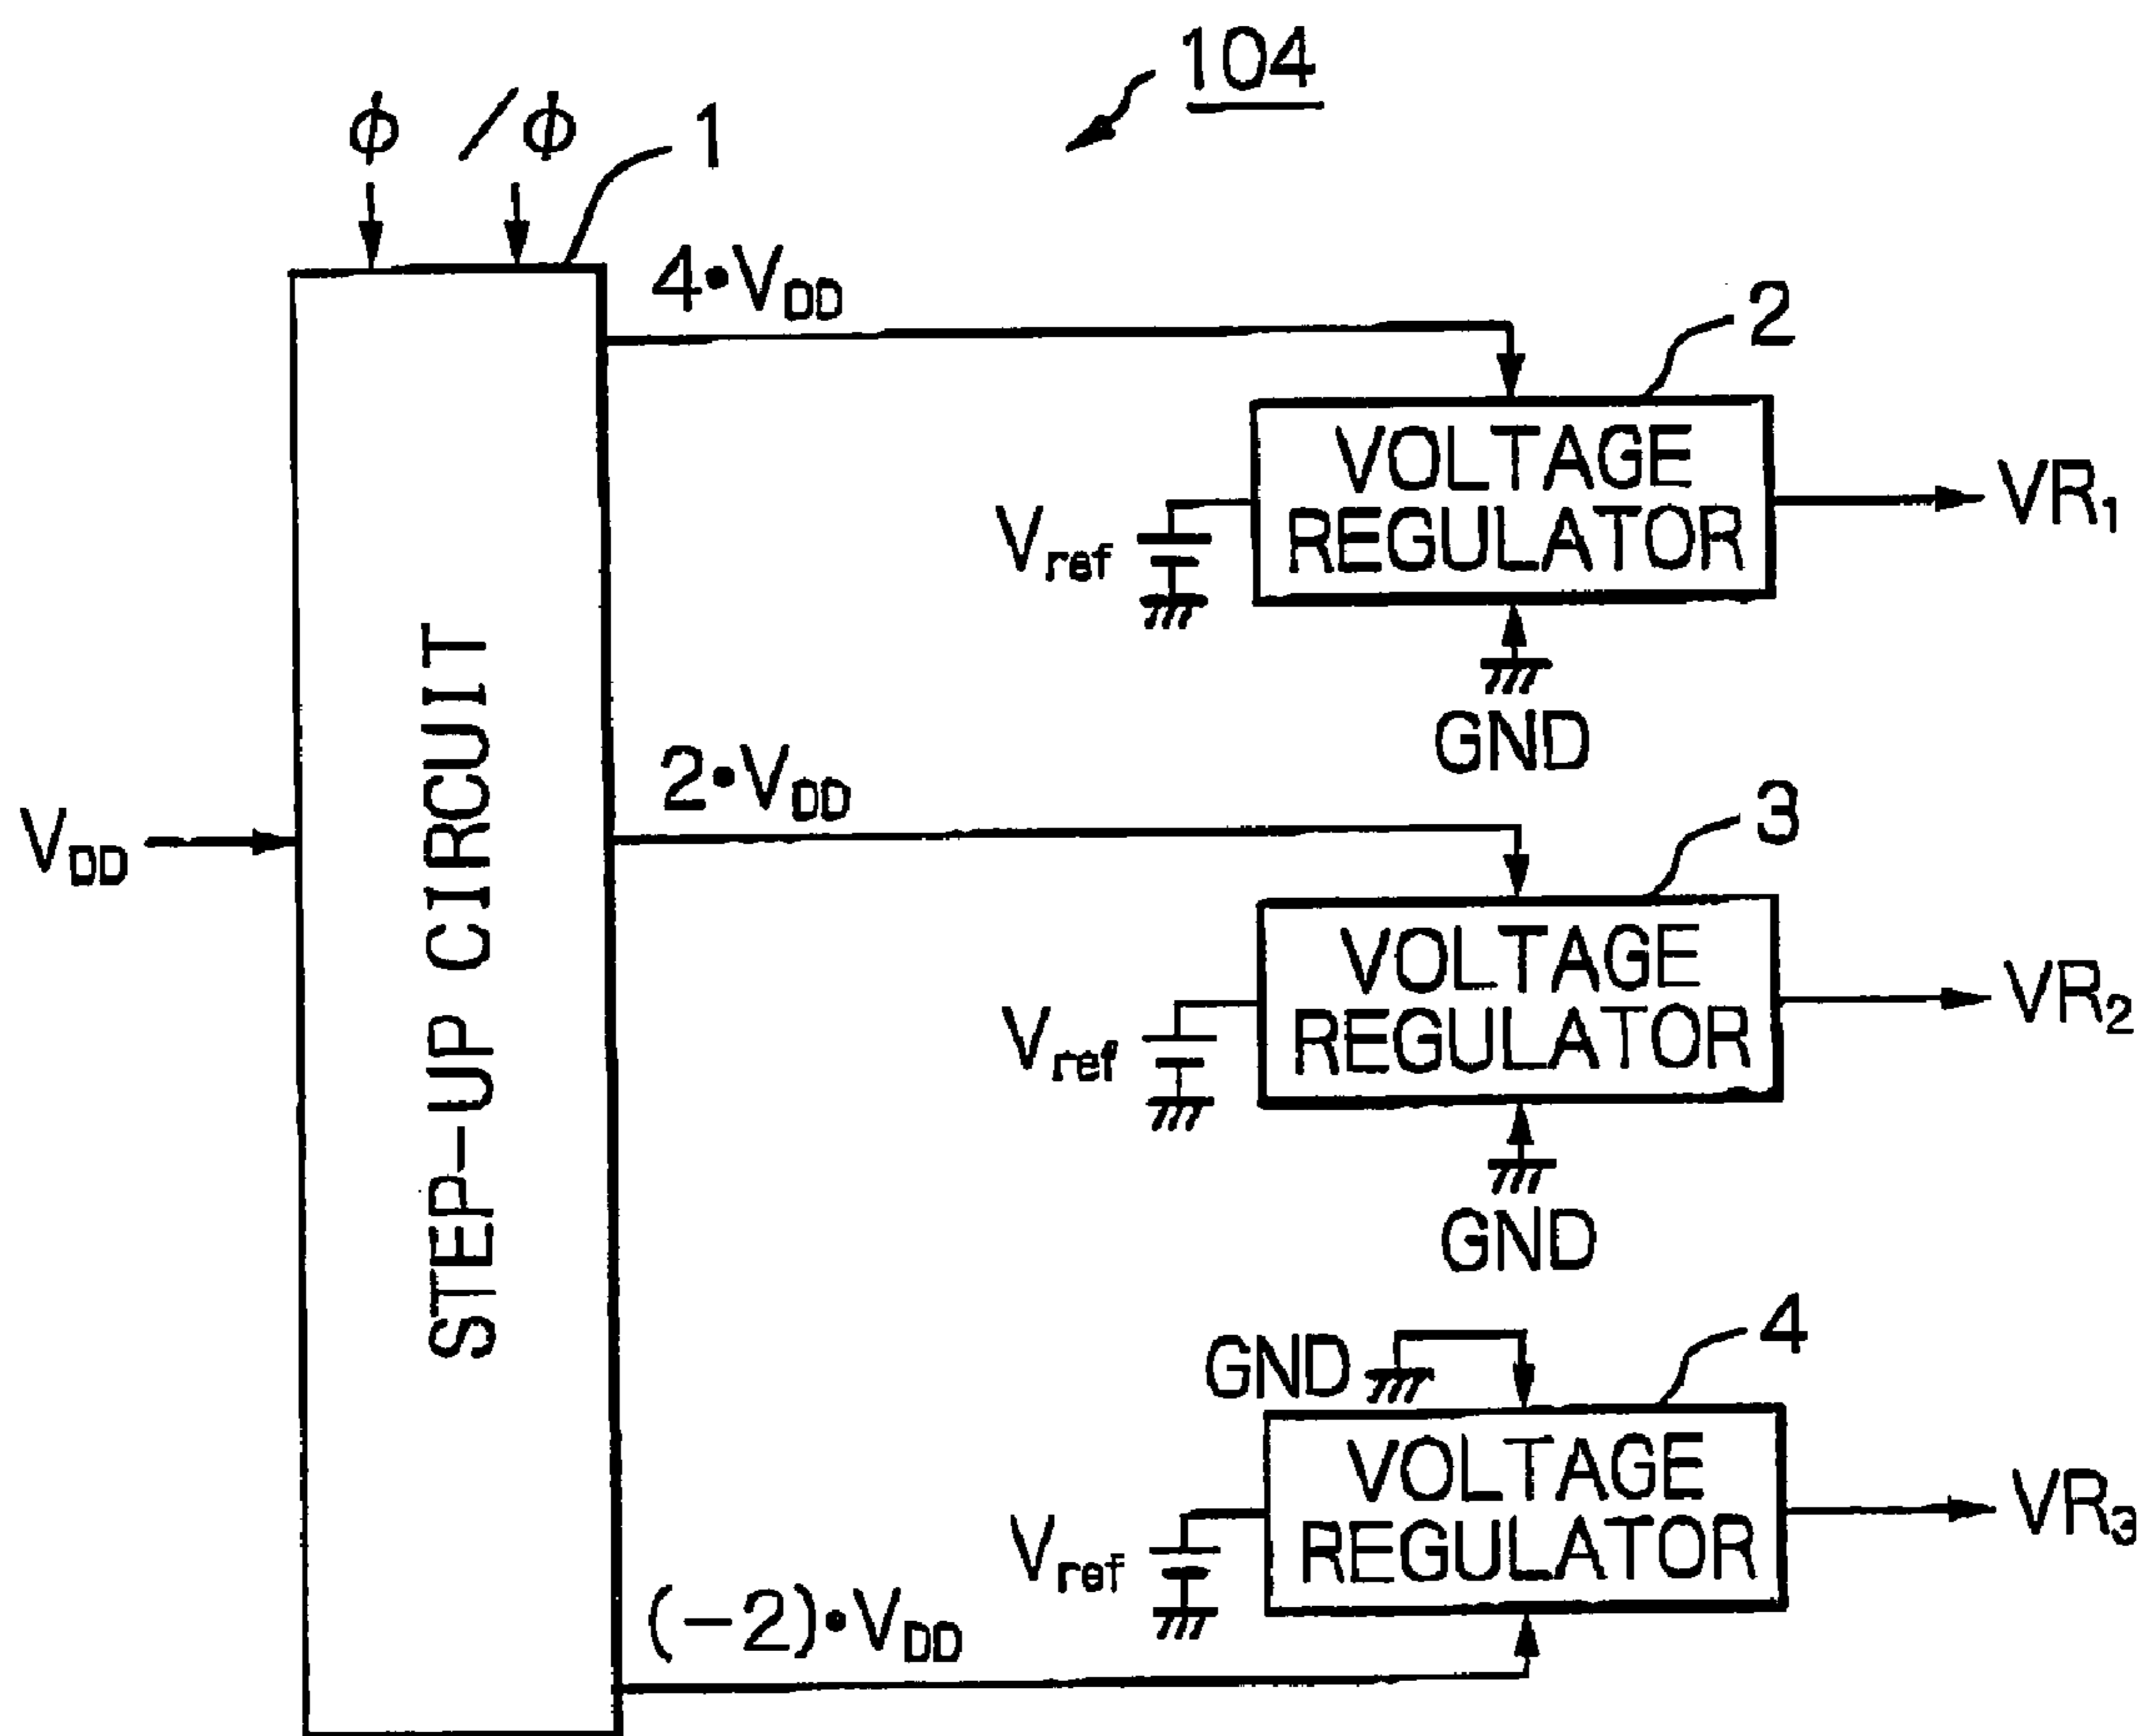 104
ϕ /ϕ 1
4•VDD
2
VOLTAGE
REGULATOR
Vref
VR1
GND
STEP-UP CIRCUIT
VDD
2•VDD
3
VOLTAGE
REGULATOR
Vref
VR2
GND
GND
4
VOLTAGE
REGULATOR
Vref
VR3
(-2)•VDD